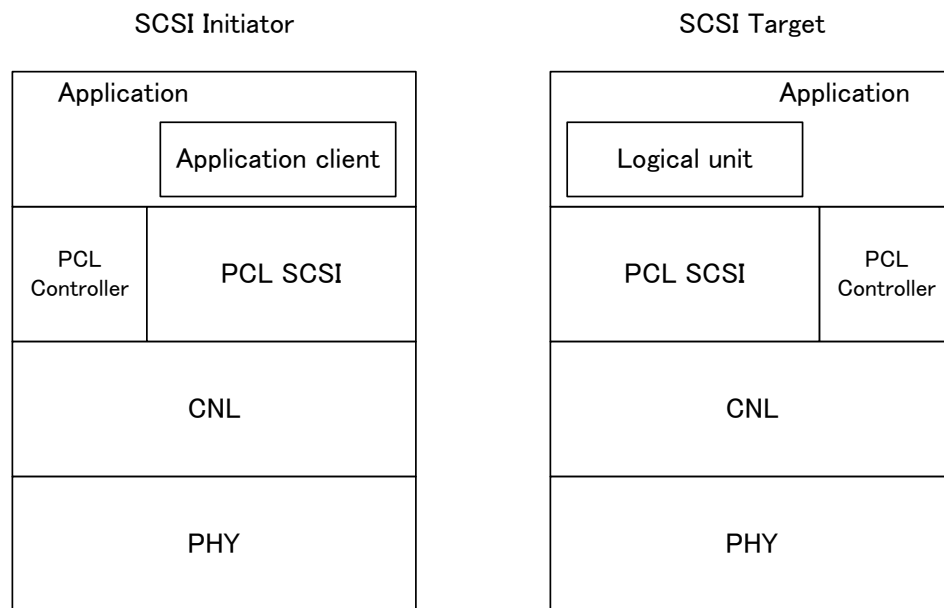 SCSI Initiator
SCSI Target
Application
Application client
PCL
Controller
PCL SCSI
CNL
PHY
Application
Logical unit
PCL SCSI
PCL
Controller
CNL
PHY